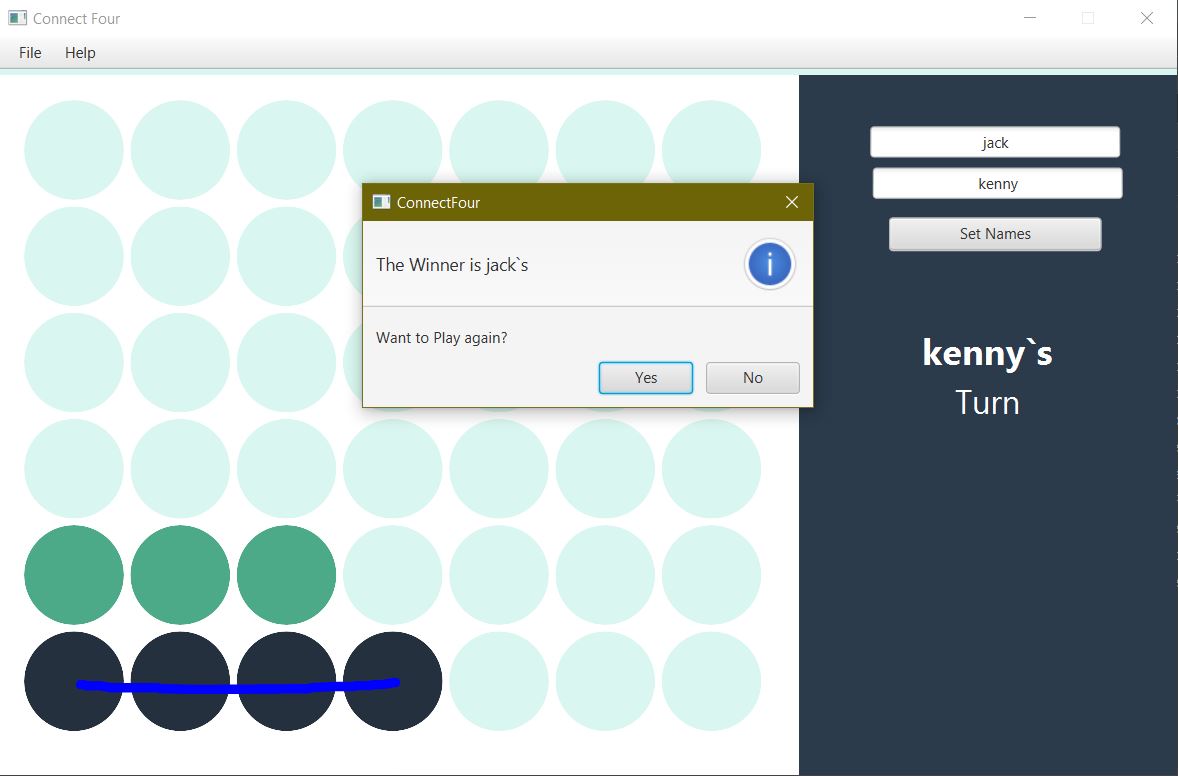 Connect Four
File Help
jack
kenny
Set Names
ConnectFour
The Winner is jack`s
Want to Play again?
Yes No
kenny`s
Turn